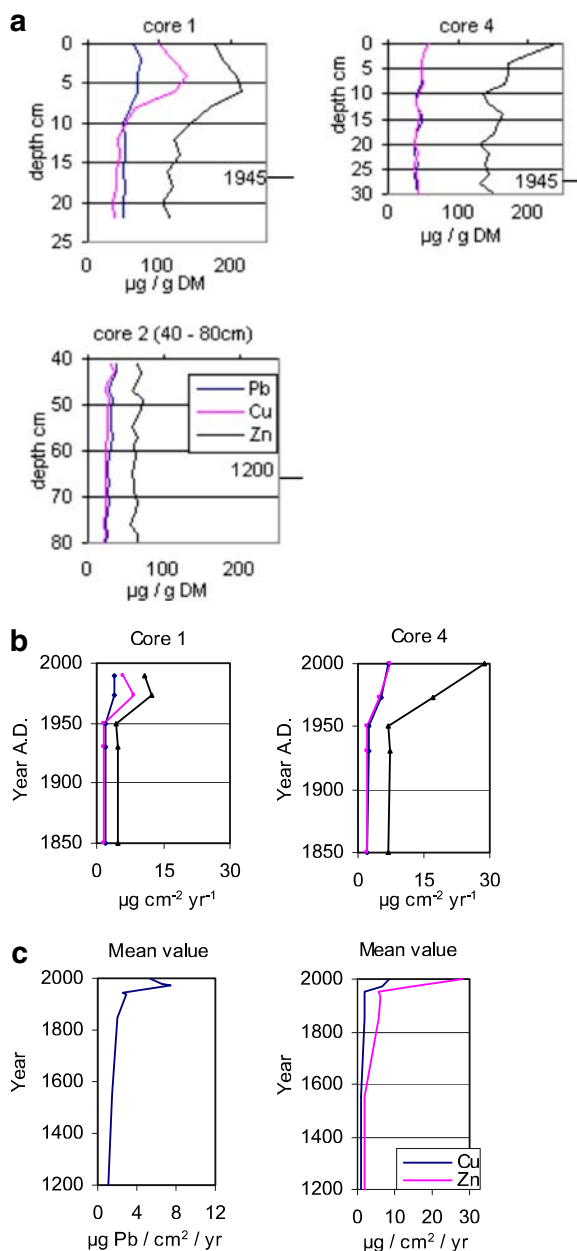 a
core 1
0
5
10
15
20
25
depth cm
1945
0 100 200
µg / g DM
core 4
0
5
10
15
20
25
30
depth cm
1945
0 100 200
µg / g DM
core 2 (40 - 80cm)
40
50
60
70
80
depth cm
Pb
Cu
Zn
1200
0 100 200
µg / g DM
b
Core 1
2000
1950
1900
1850
Year A.D.
0 15 30
µg cm-2 yr-1
Core 4
2000
1950
1900
1850
Year A.D.
0 15 30
µg cm-2 yr-1
c
Mean value
2000
1800
1600
1400
1200
Year
0 4 8 12
µg Pb / cm² / yr
Mean value
2000
1800
1600
1400
1200
Year
Cu
Zn
0 10 20 30
µg / cm² / yr